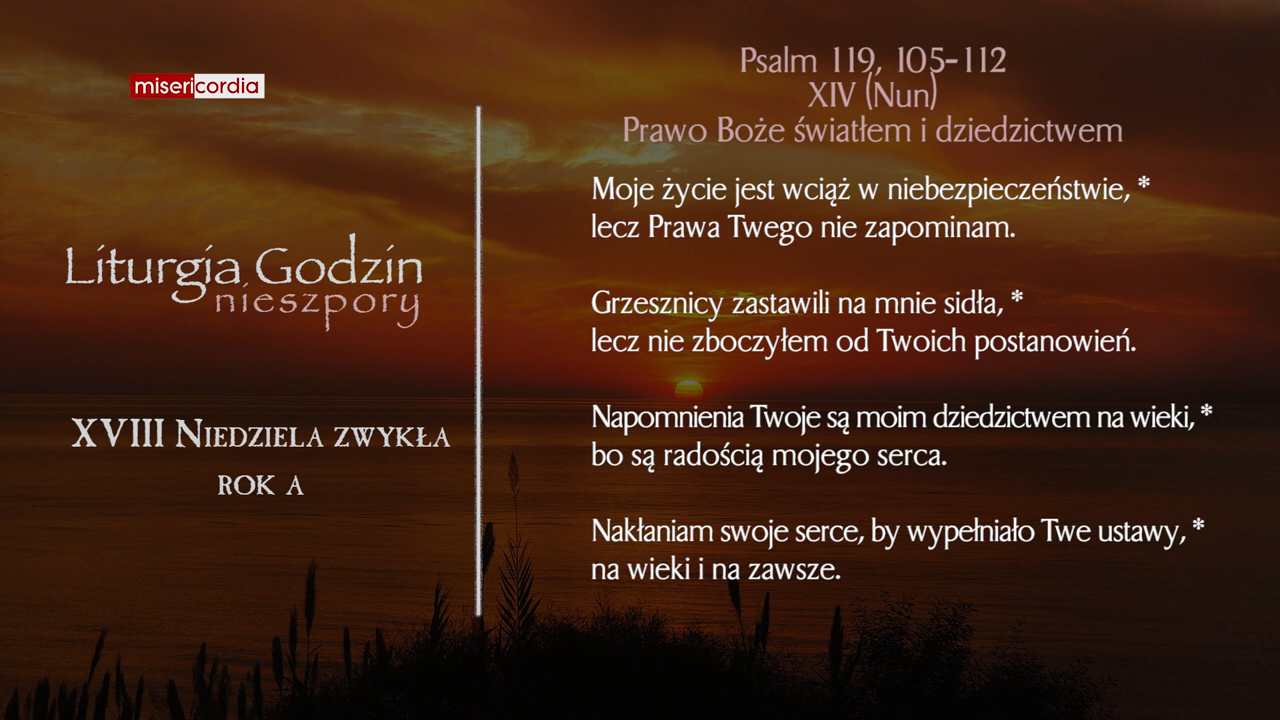 misericordia
Liturgia Godzin
nieszpory
XVIII Niedziela zwykła
rok A
Psalm 119, 105-112
XIV (Nun)
Prawo Boże światłem i dziedzictwem
Moje życie jest wciąż w niebezpieczeństwie, *
lecz Prawa Twego nie zapominam.
Grzesznicy zastawili na mnie sidła, *
lecz nie zboczyłem od Twoich postanowień.
Napomnienia Twoje są moim dziedzictwem na wieki, *
bo są radością mojego serca.
Nakłaniam swoje serce, by wypełniało Twe ustawy, *
na wieki i na zawsze.